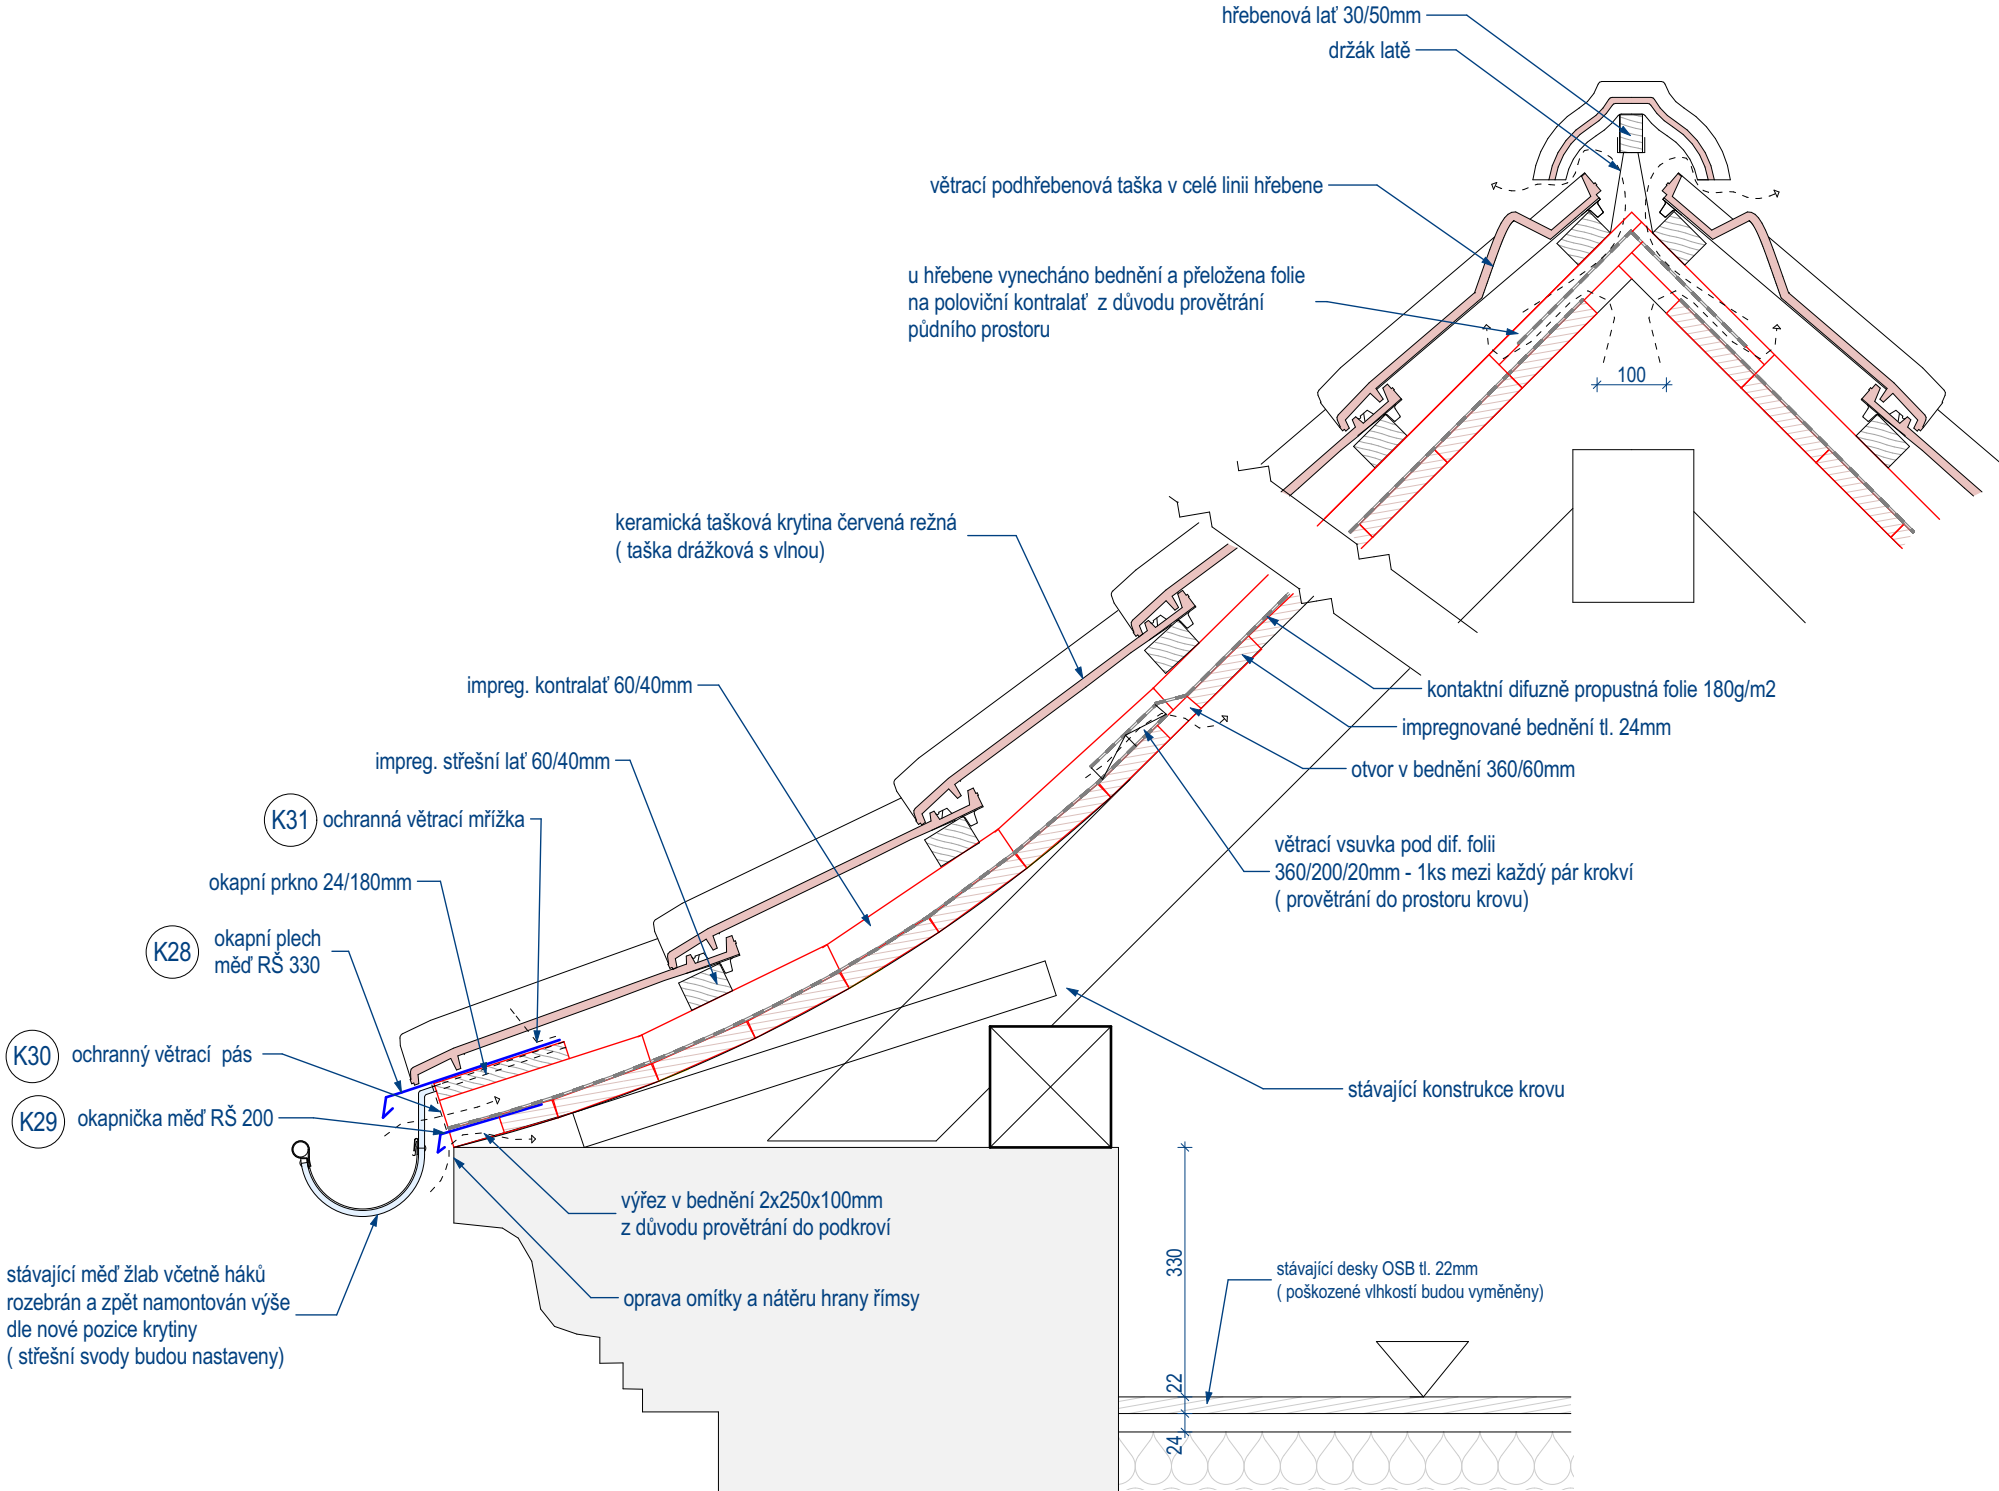 hřebenová lať 30/50mm
držák latě
větrací podhřebenová taška v celé linii hřebene
u hřebene vynecháno bednění a přeložena folie
na poloviční kontralať z důvodu provětrání
půdního prostoru
100
keramická tašková krytina červená režná
( taška drážková s vlnou)
impreg. kontralať 60/40mm
kontaktní difuzně propustná folie 180g/m2
impregnované bednění tl. 24mm
impreg. střešní lať 60/40mm
otvor v bednění 360/60mm
K31 ochranná větrací mřížka
větrací vsuvka pod dif. folii
360/200/20mm - 1ks mezi každý pár krokví
( provětrání do prostoru krovu)
okapní prkno 24/180mm
K28 okapní plech
měď RŠ 330
K30 ochranný větrací pás
stávající konstrukce krovu
K29 okapnička měď RŠ 200
výřez v bednění 2x250x100mm
z důvodu provětrání do podkroví
stávající měď žlab včetně háků
rozebrán a zpět namontován výše
dle nové pozice krytiny
( střešní svody budou nastaveny)
oprava omítky a nátěru hrany římsy
330
stávající desky OSB tl. 22mm
( poškozené vlhkostí budou vyměněny)
22
24